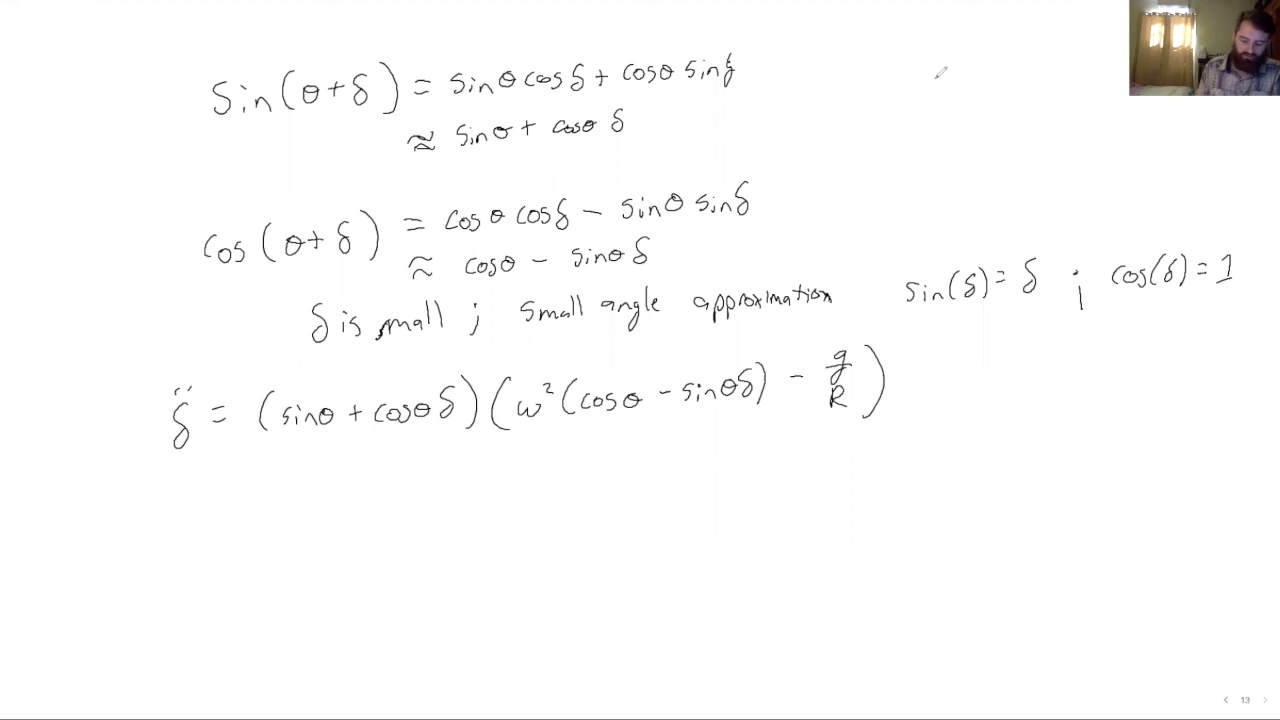 sin(θ+δ) = sinθ cosδ + cosθ sinδ
≈ sinθ + cosθ δ
cos(θ+δ) = cosθ cosδ − sinθ sinδ
≈ cosθ − sinθ δ
sin(δ) = δ ; cos(δ) = 1
δ is small ; small angle approximation
δ̈ = (sinθ + cosθ δ)(ω²(cosθ − sinθδ) − g/R)
< 13 >